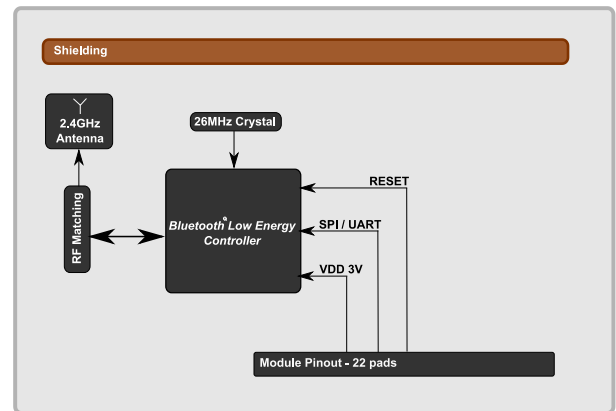 Shielding
2.4GHz
Antenna
26MHz Crystal
RF Matching
Bluetooth® Low Energy
Controller
RESET
SPI / UART
VDD 3V
Module Pinout - 22 pads